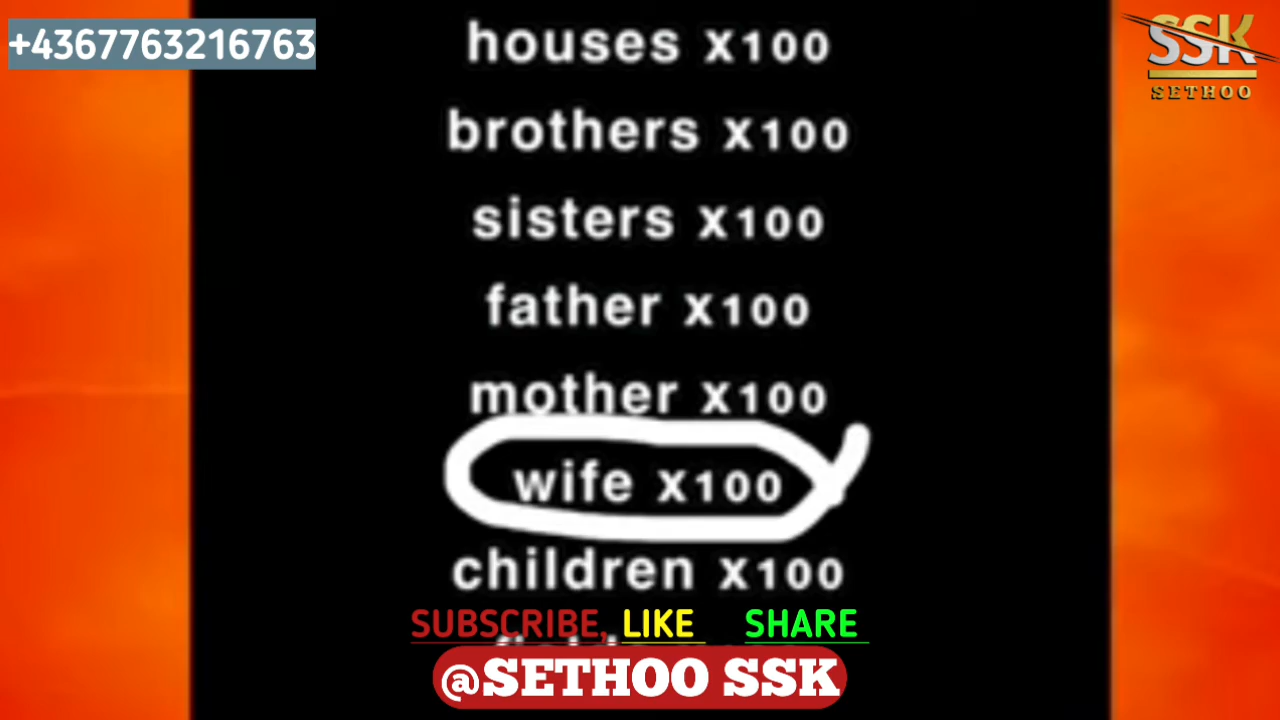 +4367763216763
SSK
SETHOO
houses x100
brothers x100
sisters x100
father x100
mother x100
wife x100
children x100
SUBSCRIBE, LIKE SHARE
@SETHOO SSK